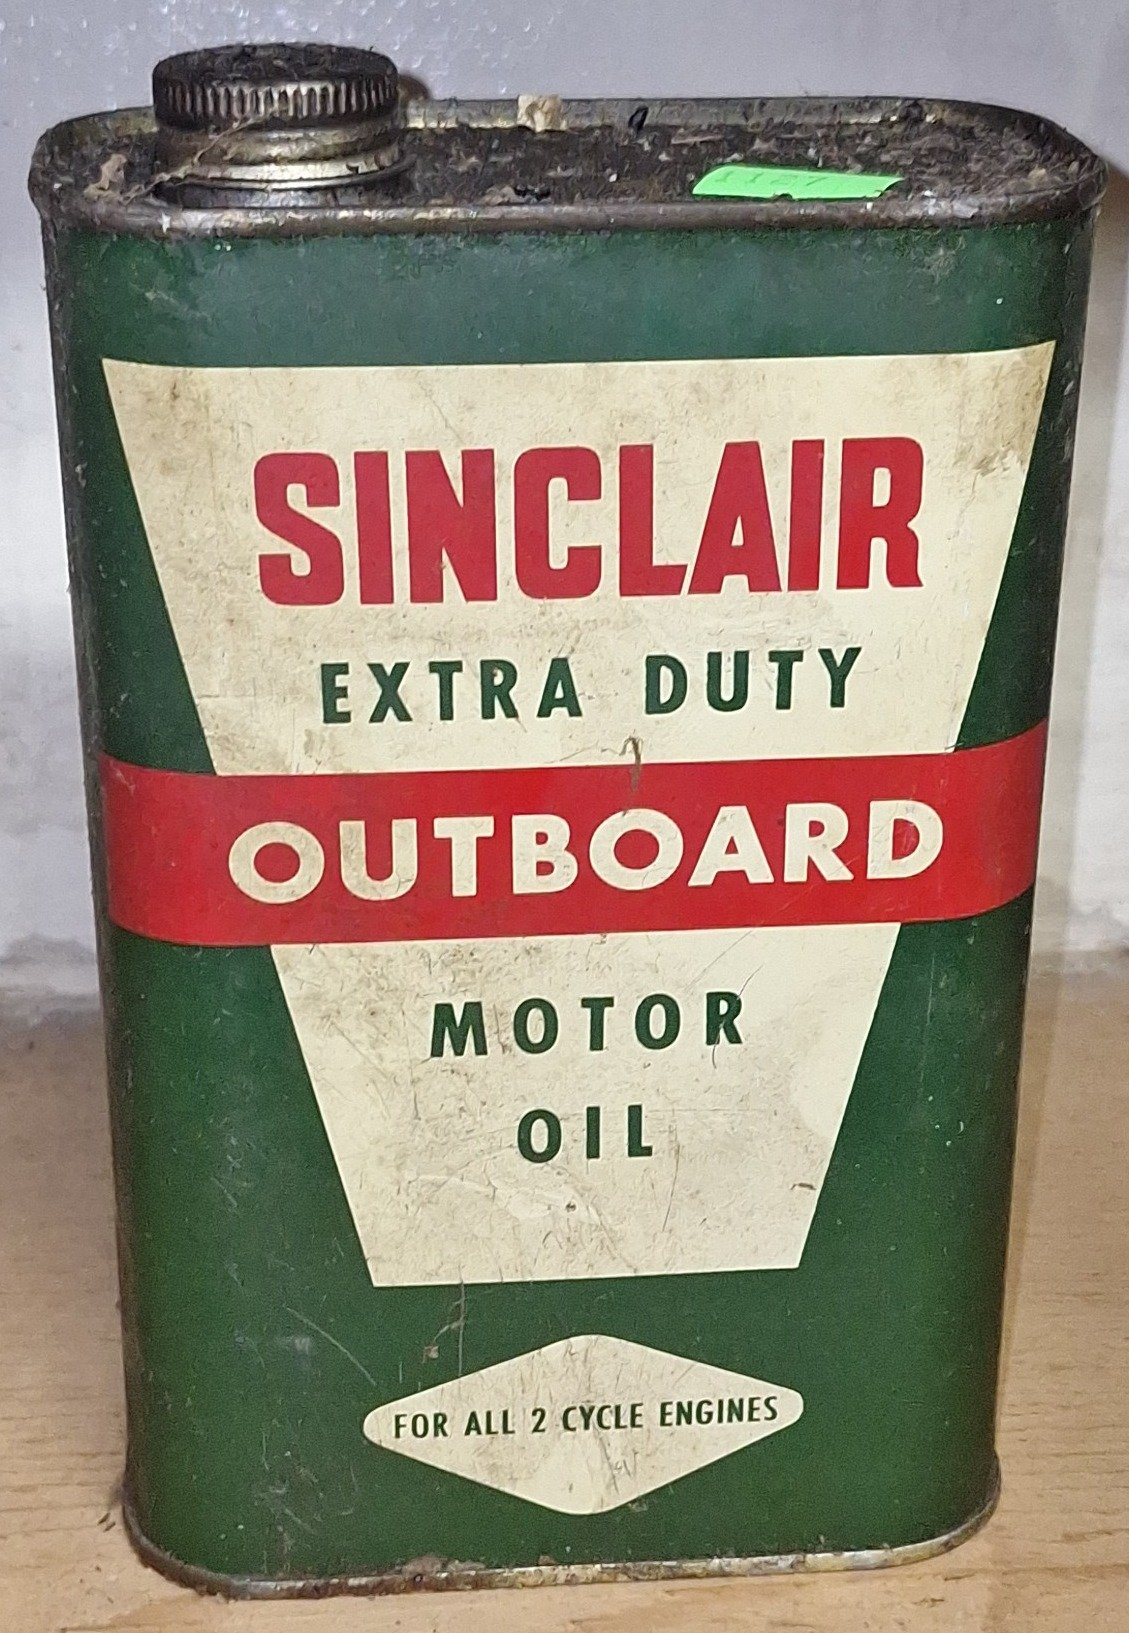 SINCLAIR
EXTRA DUTY
OUTBOARD
MOTOR
OIL
FOR ALL 2 CYCLE ENGINES